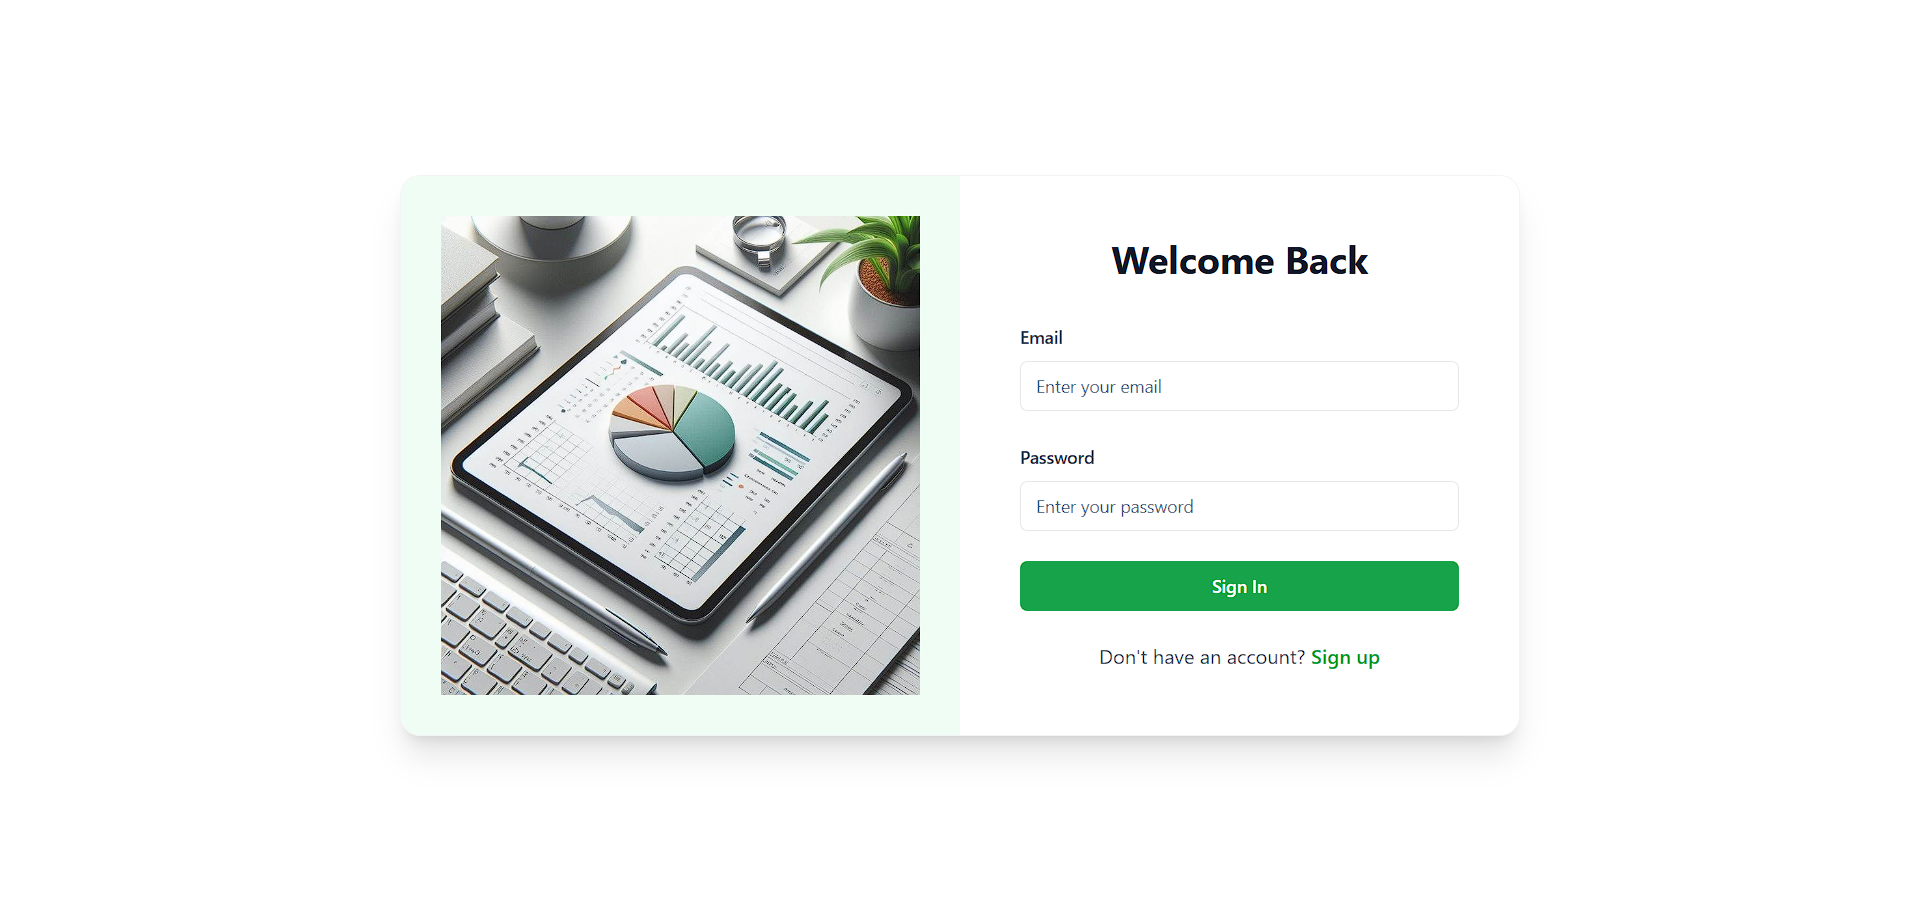 Welcome Back
Email
Enter your email
Password
Enter your password
Sign In
Don't have an account? Sign up